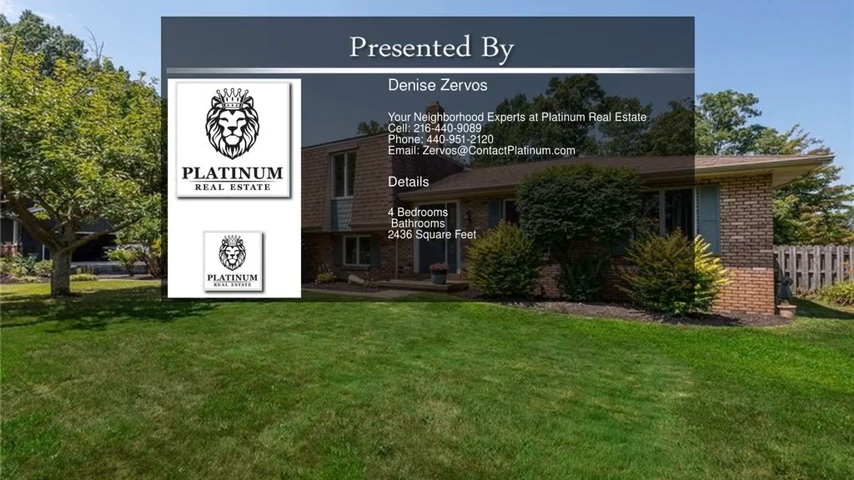 Presented By
PLATINUM
REAL ESTATE
PLATINUM
REAL ESTATE
Denise Zervos
Your Neighborhood Experts at Platinum Real Estate
Cell: 216-440-9089
Phone: 440-951-2120
Email: Zervos@ContactPlatinum.com
Details
4 Bedrooms
Bathrooms
2436 Square Feet